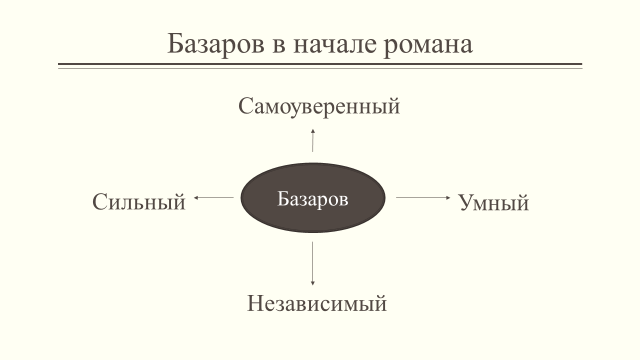 Базаров в начале романа
Самоуверенный
Сильный
Базаров
Умный
Независимый